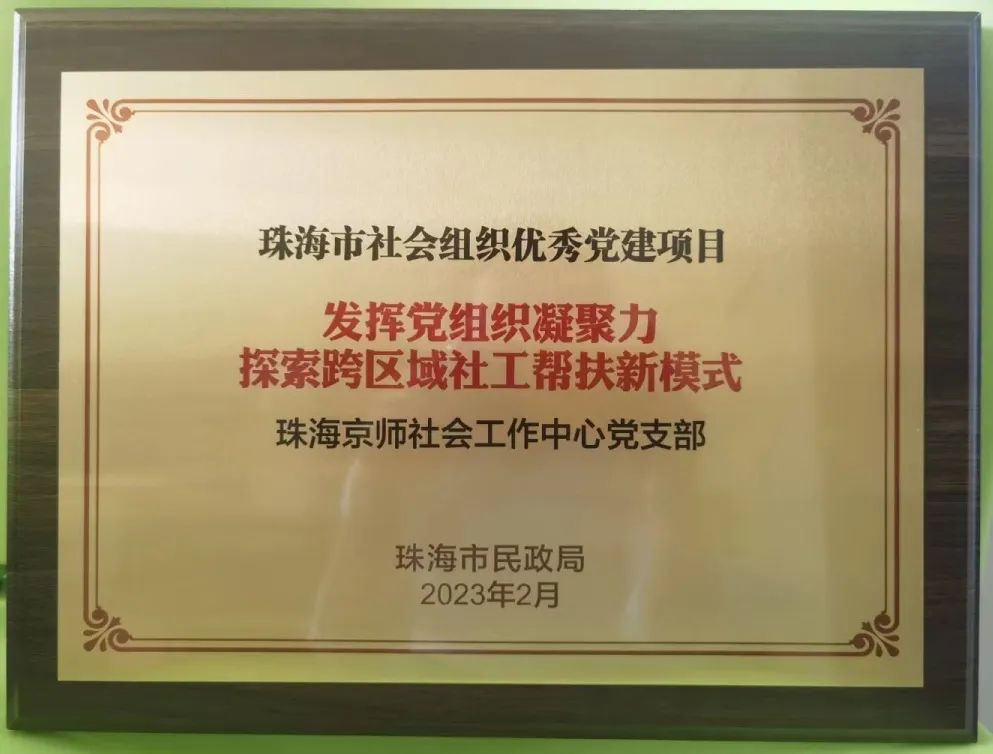 珠海市社会组织优秀党建项目
发挥党组织凝聚力
探索跨区域社工帮扶新模式
珠海京师社会工作中心党支部
珠海市民政局
2023年2月